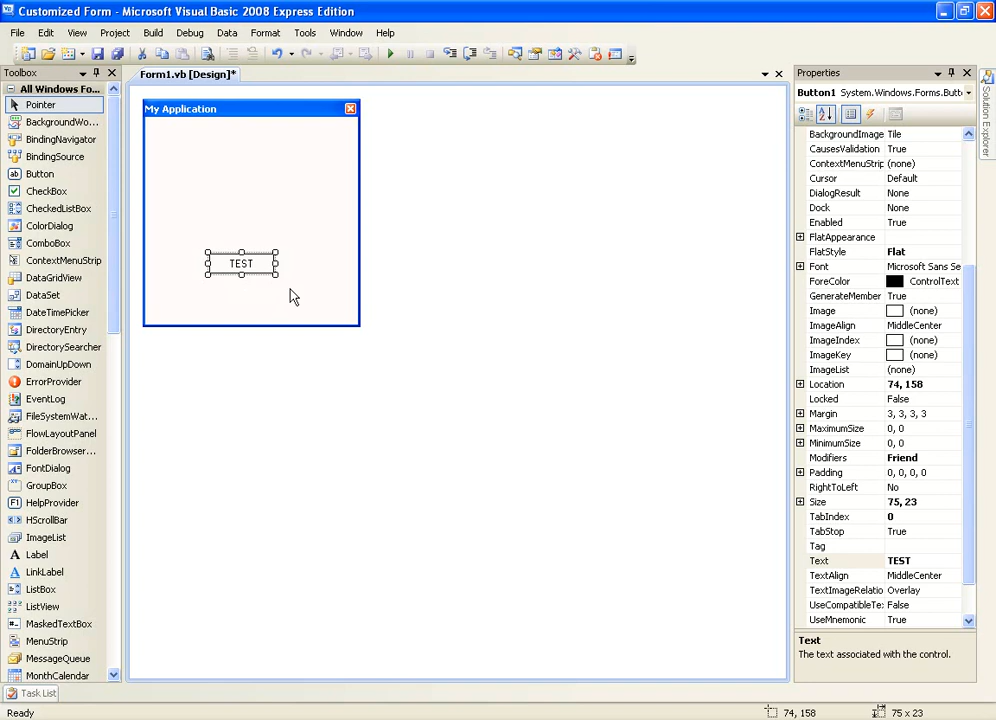 Customized Form - Microsoft Visual Basic 2008 Express Edition
File Edit View Project Build Debug Data Format Tools Window Help
Toolbox
All Windows Fo...
Pointer
BackgroundWo...
BindingNavigator
BindingSource
Button
CheckBox
CheckedListBox
ColorDialog
ComboBox
ContextMenuStrip
DataGridView
DataSet
DateTimePicker
DirectoryEntry
DirectorySearcher
DomainUpDown
ErrorProvider
EventLog
FileSystemWat...
FlowLayoutPanel
FolderBrowser...
FontDialog
GroupBox
HelpProvider
HScrollBar
ImageList
Label
LinkLabel
ListBox
ListView
MaskedTextBox
MenuStrip
MessageQueue
MonthCalendar
Form1.vb [Design]*
My Application
TEST
Properties
Button1 System.Windows.Forms.Butt
BackgroundImage Tile
CausesValidation True
ContextMenuStrip (none)
Cursor Default
DialogResult None
Dock None
Enabled True
FlatAppearance
FlatStyle Flat
Font Microsoft Sans Se
ForeColor ControlText
GenerateMember True
Image (none)
ImageAlign MiddleCenter
ImageIndex (none)
ImageKey (none)
ImageList (none)
Location 74, 158
Locked False
Margin 3, 3, 3, 3
MaximumSize 0, 0
MinimumSize 0, 0
Modifiers Friend
Padding 0, 0, 0, 0
RightToLeft No
Size 75, 23
TabIndex 0
TabStop True
Tag
Text TEST
TextAlign MiddleCenter
TextImageRelatio Overlay
UseCompatibleTe: False
UseMnemonic True
Text
The text associated with the control.
Solution Explorer
Task List
Ready 74, 158 75 x 23